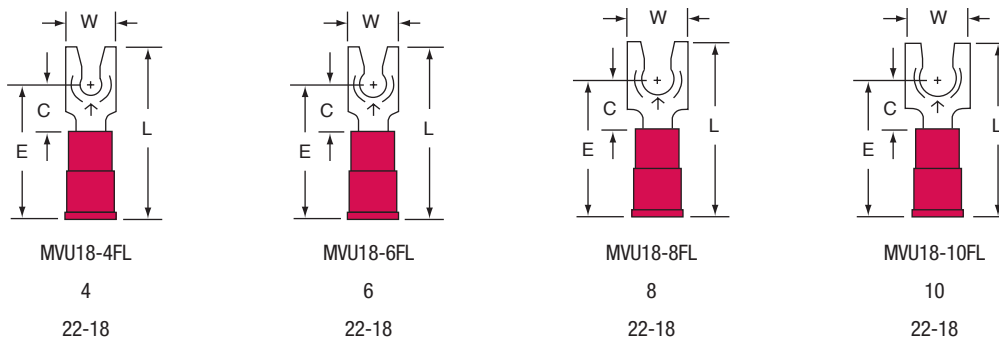 W W W W
C L E
C L E
C L E
C L E
MVU18-4FL MVU18-6FL MVU18-8FL MVU18-10FL
4 6 8 10
22-18 22-18 22-18 22-18